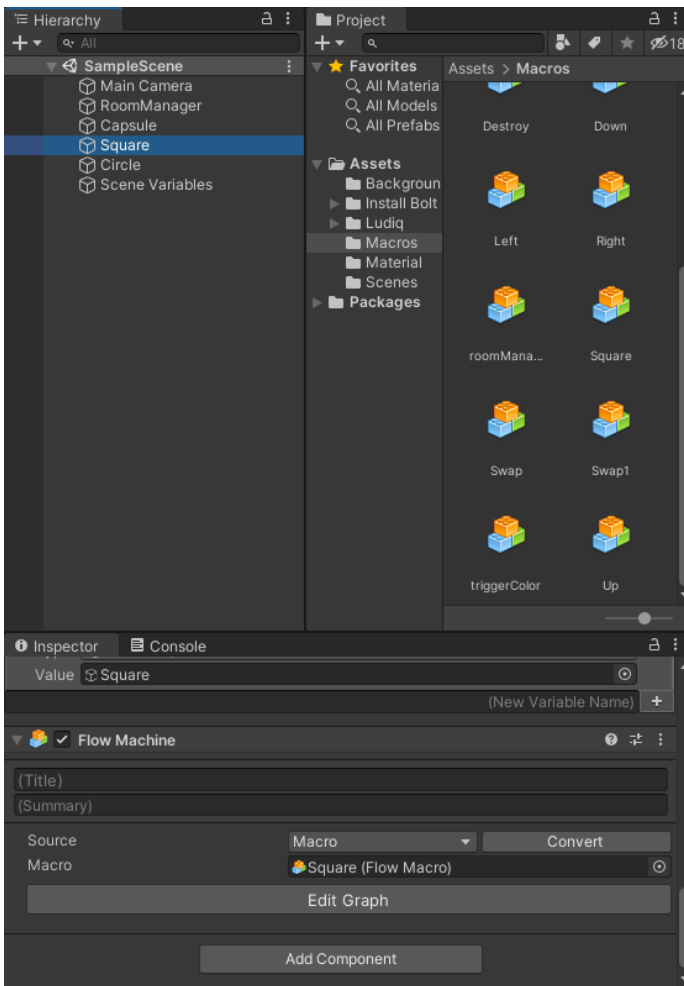 Hierarchy
All
SampleScene
Main Camera
RoomManager
Capsule
Square
Circle
Scene Variables
Project
18
Favorites
All Materia
All Models
All Prefabs
Assets
Backgroun
Install Bolt
Ludiq
Macros
Material
Scenes
Packages
Assets > Macros
Destroy Down
Left Right
roomMana... Square
Swap Swap1
triggerColor Up
Inspector Console
Value Square
(New Variable Name) +
Flow Machine
(Title)
(Summary)
Source Macro Convert
Macro Square (Flow Macro)
Edit Graph
Add Component